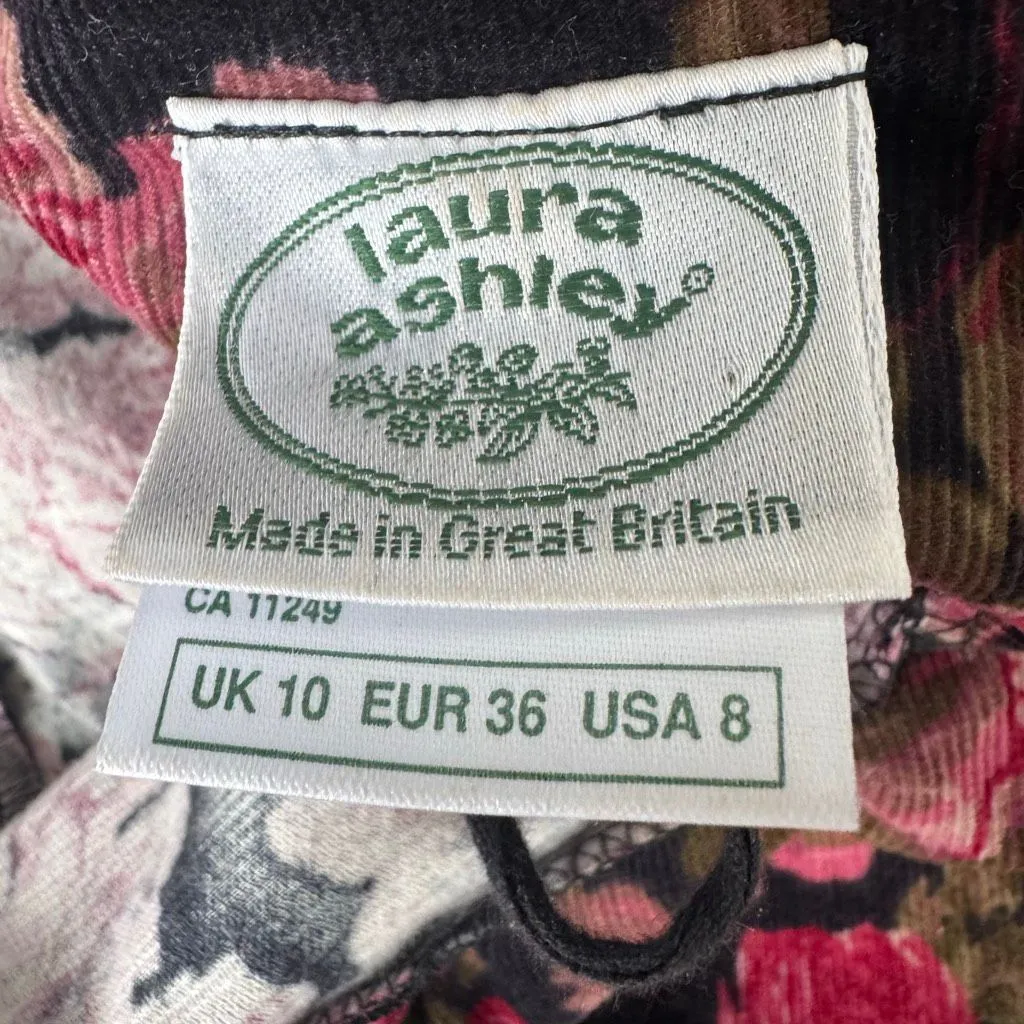 laura
ashley®
Made in Great Britain
CA 11249
UK 10 EUR 36 USA 8